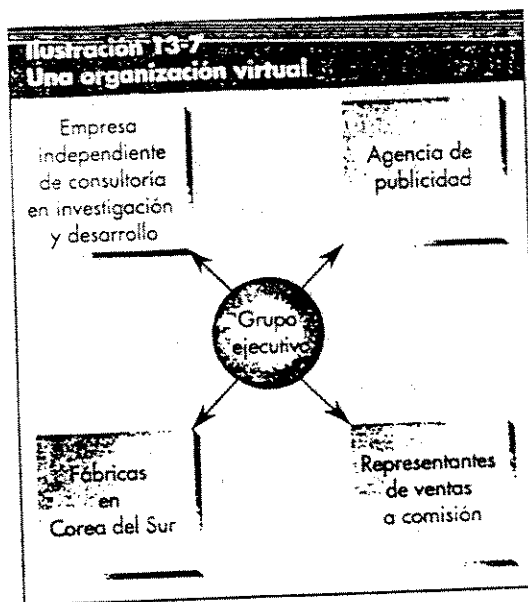 Ilustración 13-7
Una organización virtual
Empresa
independiente
de consultoría
en investigación
y desarrollo
Agencia de
publicidad
Grupo
ejecutivo
Fábricas
en
Corea del Sur
Representantes
de ventas
a comisión